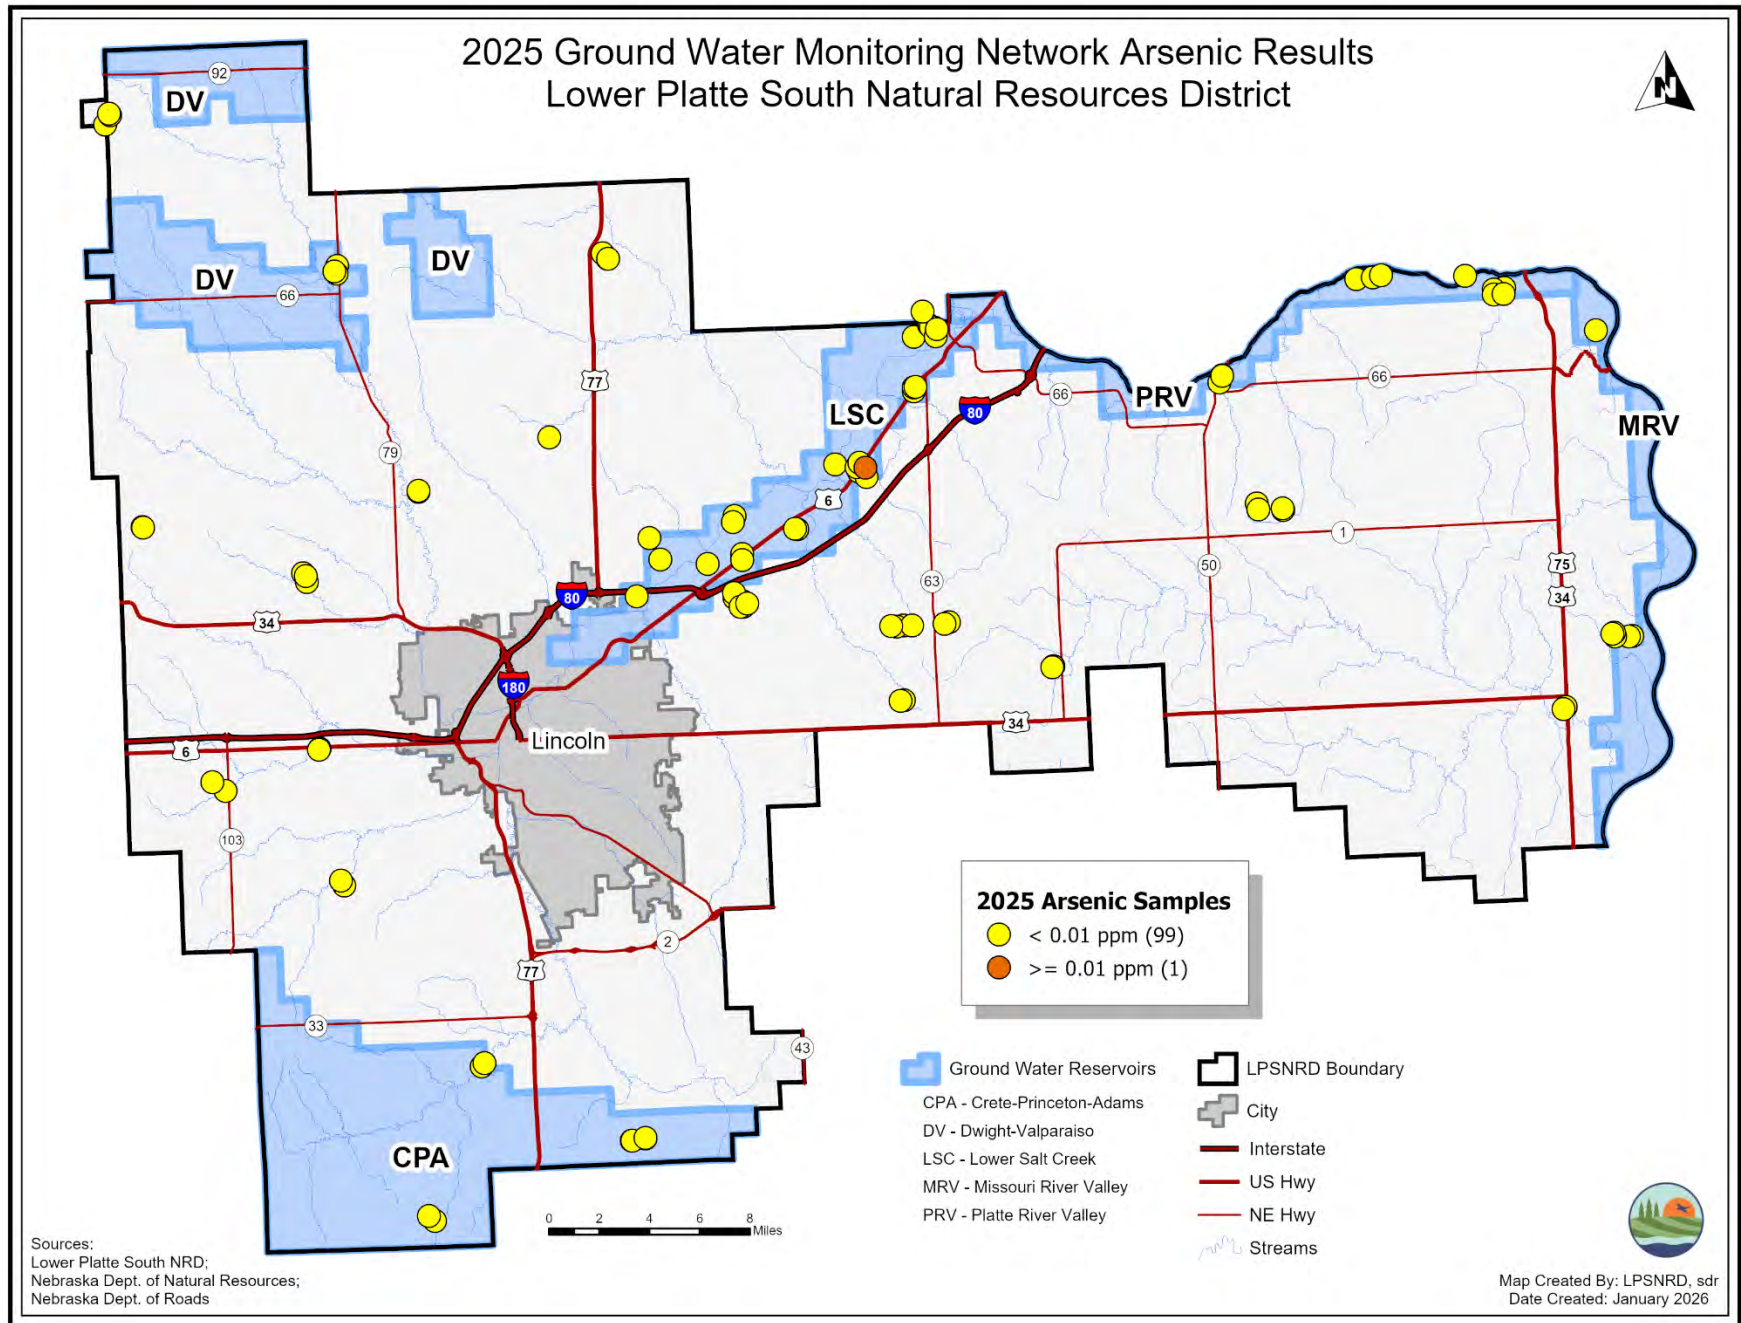 2025 Ground Water Monitoring Network Arsenic Results
Lower Platte South Natural Resources District
N
92
DV
DV
DV
66
77
79
LSC
80
66
PRV
66
MRV
6
1
63
50
75
34
34
80
180
Lincoln
34
6
103
2
77
33
43
CPA
2025 Arsenic Samples
< 0.01 ppm (99)
>= 0.01 ppm (1)
Ground Water Reservoirs
CPA - Crete-Princeton-Adams
DV - Dwight-Valparaiso
LSC - Lower Salt Creek
MRV - Missouri River Valley
PRV - Platte River Valley
LPSNRD Boundary
City
Interstate
US Hwy
NE Hwy
Streams
0 2 4 6 8
Miles
Sources:
Lower Platte South NRD;
Nebraska Dept. of Natural Resources;
Nebraska Dept. of Roads
Map Created By: LPSNRD, sdr
Date Created: January 2026